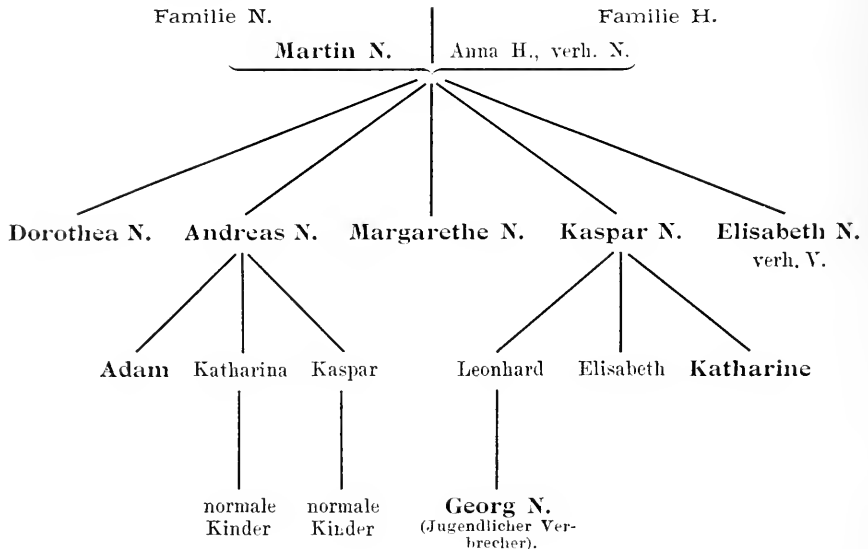 Familie N. Familie H.
Martin N. Anna H., verh. N.
Dorothea N. Andreas N. Margarethe N. Kaspar N. Elisabeth N.
verh. V.
Adam Katharina Kaspar Leonhard Elisabeth Katharine
normale normale Georg N.
Kinder Kinder (Jugendlicher Ver-
brecher).